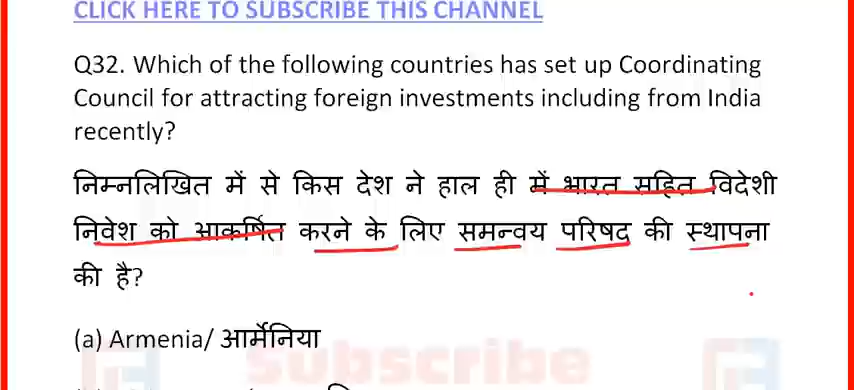 CLICK HERE TO SUBSCRIBE THIS CHANNEL
Q32. Which of the following countries has set up Coordinating
Council for attracting foreign investments including from India
recently?
निम्नलिखित में से किस देश ने हाल ही में भारत सहित विदेशी
निवेश को आकर्षित करने के लिए समन्वय परिषद की स्थापना
की है?
(a) Armenia/ आर्मेनिया
subscribe